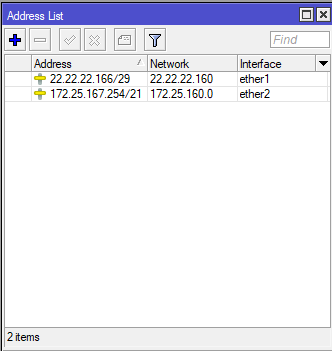 Address List
Find
Address Network Interface
22.22.22.166/29 22.22.22.160 ether1
172.25.167.254/21 172.25.160.0 ether2
2 items